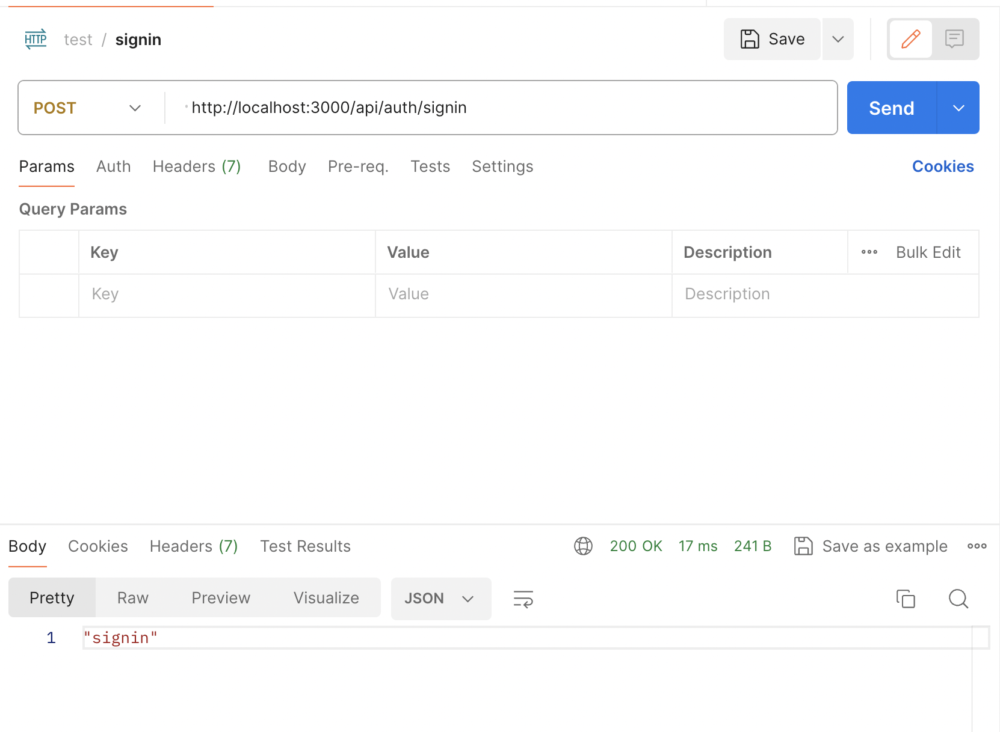 HTTP test / signin Save
POST http://localhost:3000/api/auth/signin Send
Params Auth Headers (7) Body Pre-req. Tests Settings Cookies
Query Params
Key Value Description Bulk Edit
Key Value Description
Body Cookies Headers (7) Test Results 200 OK 17 ms 241 B Save as example
Pretty Raw Preview Visualize JSON
1 "signin"